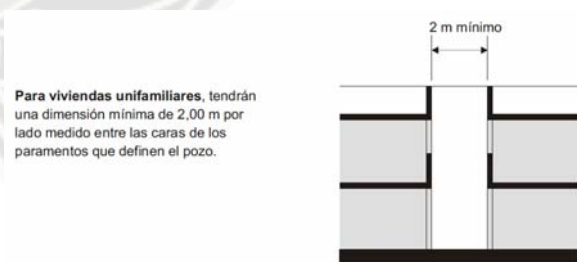 2 m mínimo
Para viviendas unifamiliares, tendrán
una dimensión mínima de 2,00 m por
lado medido entre las caras de los
paramentos que definen el pozo.